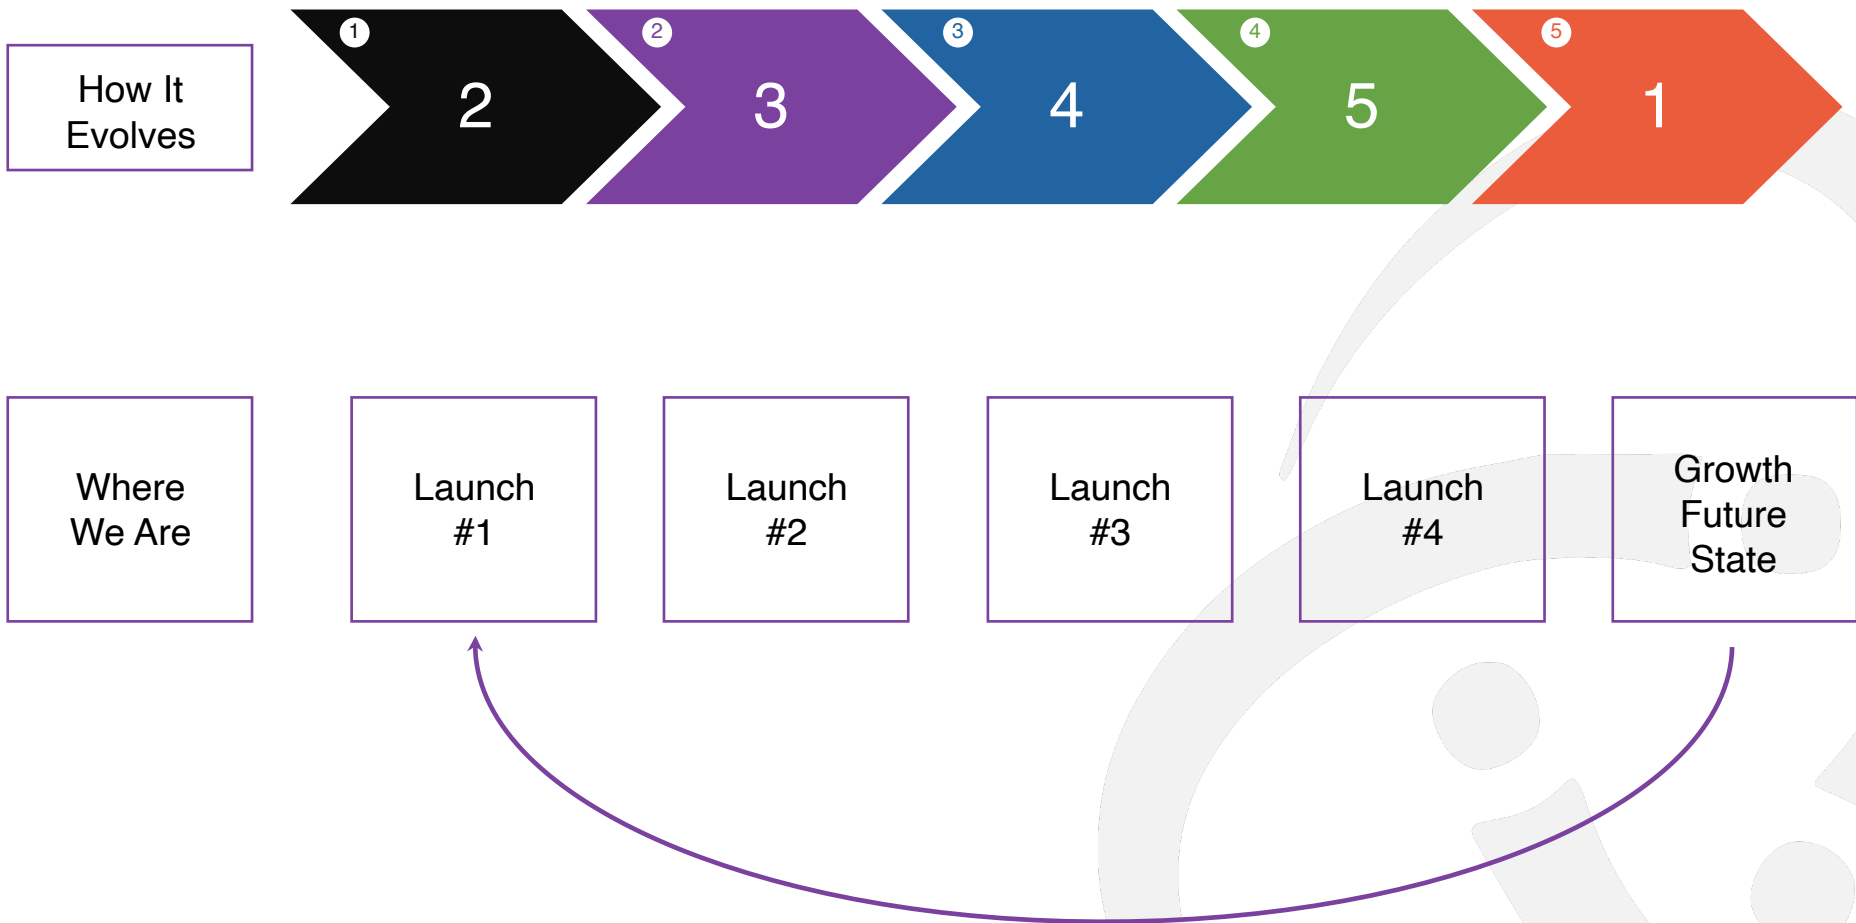 How It
Evolves
1
2
2
3
3
4
4
5
5
1
Where
We Are
Launch
#1
Launch
#2
Launch
#3
Launch
#4
Growth
Future
State